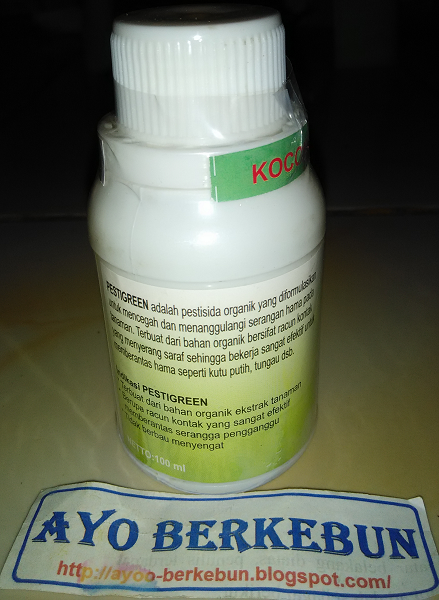 KOCO
PESTIGREEN adalah pestisida organik yang diformulasikan
untuk mencegah dan menanggulangi serangan hama pada
tanaman. Terbuat dari bahan organik bersifat racun kontak
yang menyerang saraf sehingga bekerja sangat efektif untuk
memberantas hama seperti kutu putih, tungau dsb.
PESTIGREEN
Terbuat dari bahan organik ekstrak tanaman
Berupa racun kontak yang sangat efektif
Memberantas serangga pengganggu
Tidak berbau menyengat
NETTO:100 ml
AYO BERKEBUN
http://ayoo-berkebun.blogspot.com/